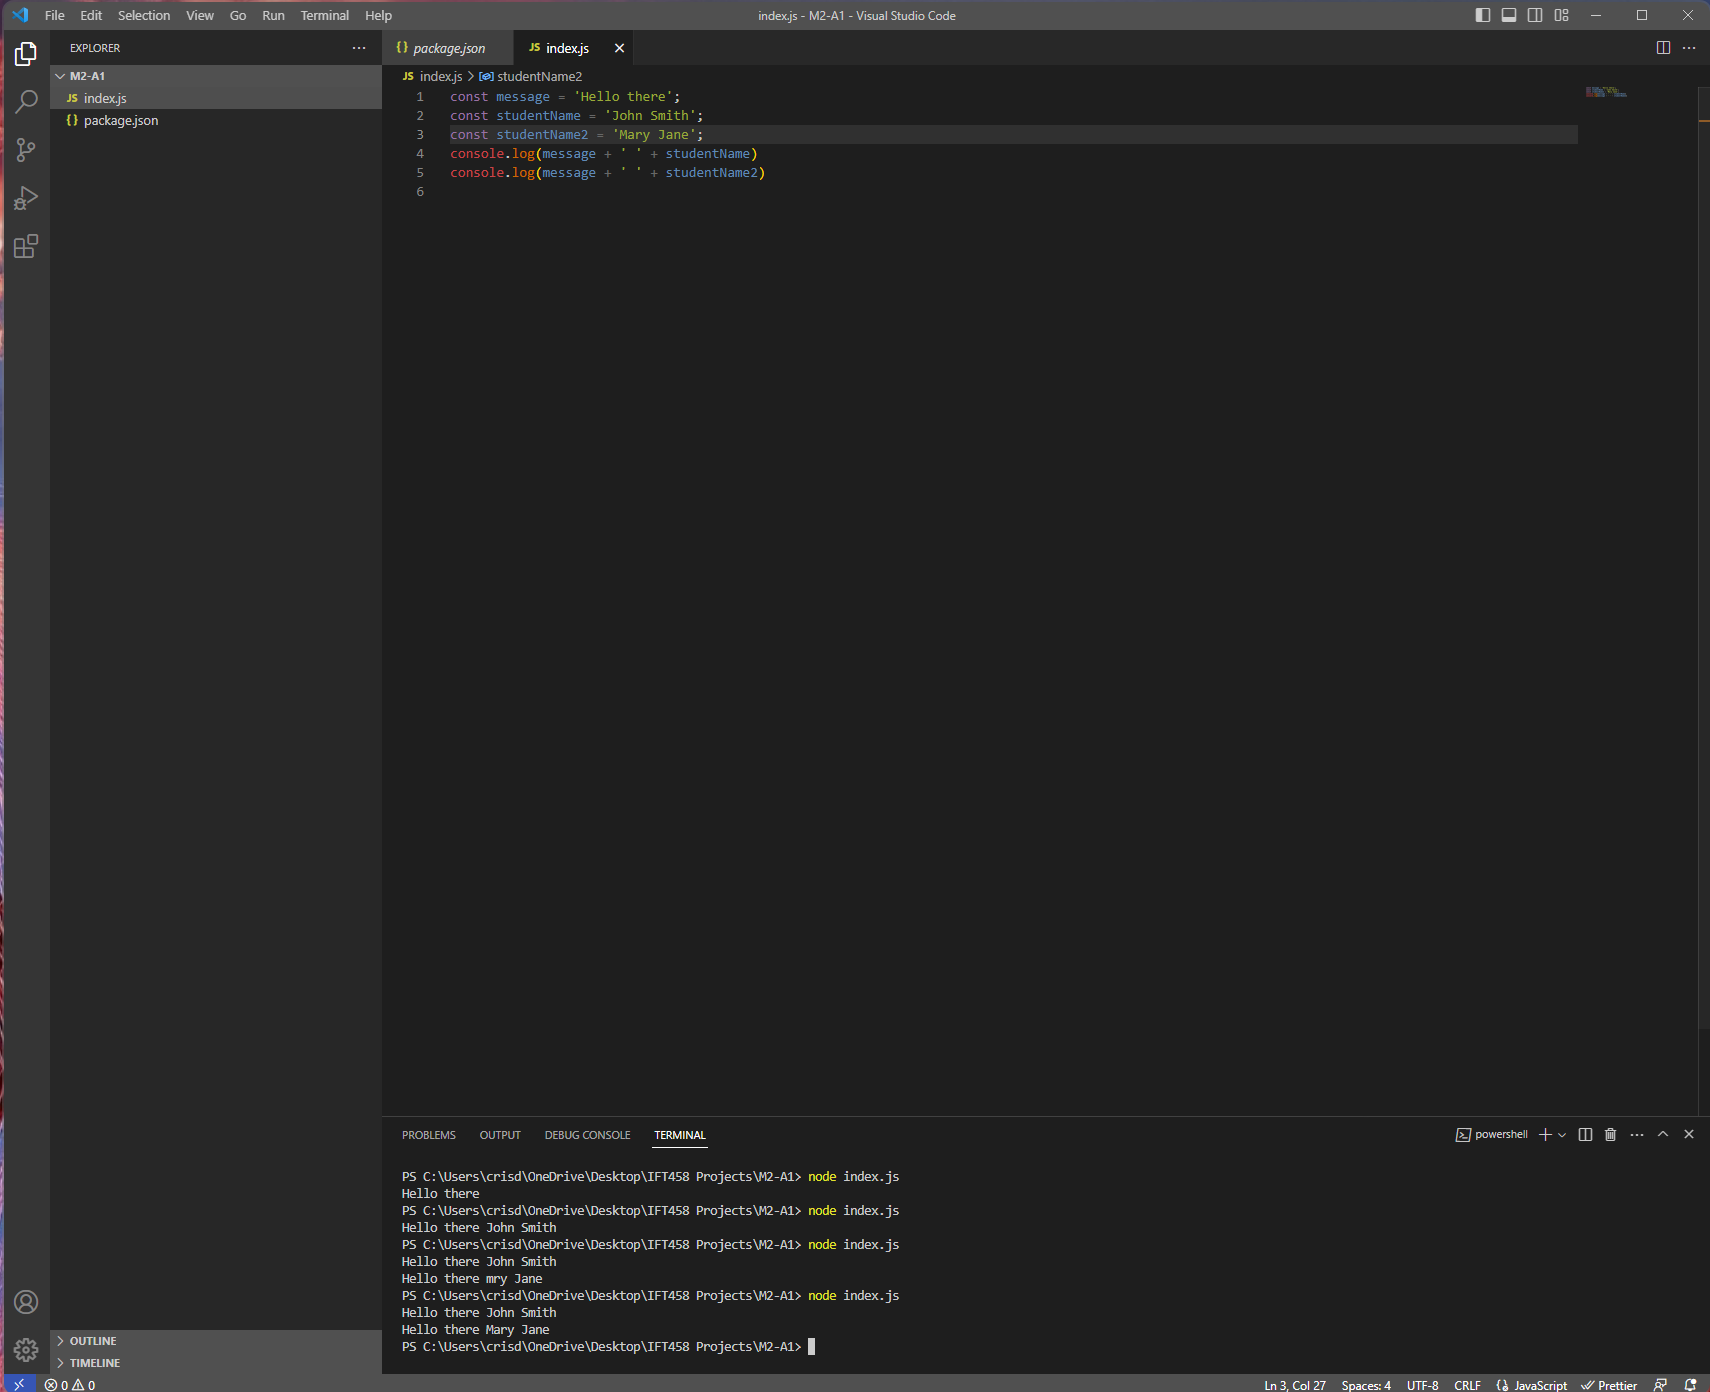 File Edit Selection View Go Run Terminal Help
index.js - M2-A1 - Visual Studio Code
EXPLORER
M2-A1
JS index.js
{} package.json
{} package.json
JS index.js
JS index.js > studentName2
1 const message = 'Hello there';
2 const studentName = 'John Smith';
3 const studentName2 = 'Mary Jane';
4 console.log(message + ' ' + studentName)
5 console.log(message + ' ' + studentName2)
6
PROBLEMS OUTPUT DEBUG CONSOLE TERMINAL
powershell
PS C:\Users\crisd\OneDrive\Desktop\IFT458 Projects\M2-A1> node index.js
Hello there
PS C:\Users\crisd\OneDrive\Desktop\IFT458 Projects\M2-A1> node index.js
Hello there John Smith
PS C:\Users\crisd\OneDrive\Desktop\IFT458 Projects\M2-A1> node index.js
Hello there John Smith
Hello there mry Jane
PS C:\Users\crisd\OneDrive\Desktop\IFT458 Projects\M2-A1> node index.js
Hello there John Smith
Hello there Mary Jane
PS C:\Users\crisd\OneDrive\Desktop\IFT458 Projects\M2-A1>
OUTLINE
TIMELINE
0 0
Ln 3, Col 27 Spaces: 4 UTF-8 CRLF {} JavaScript Prettier